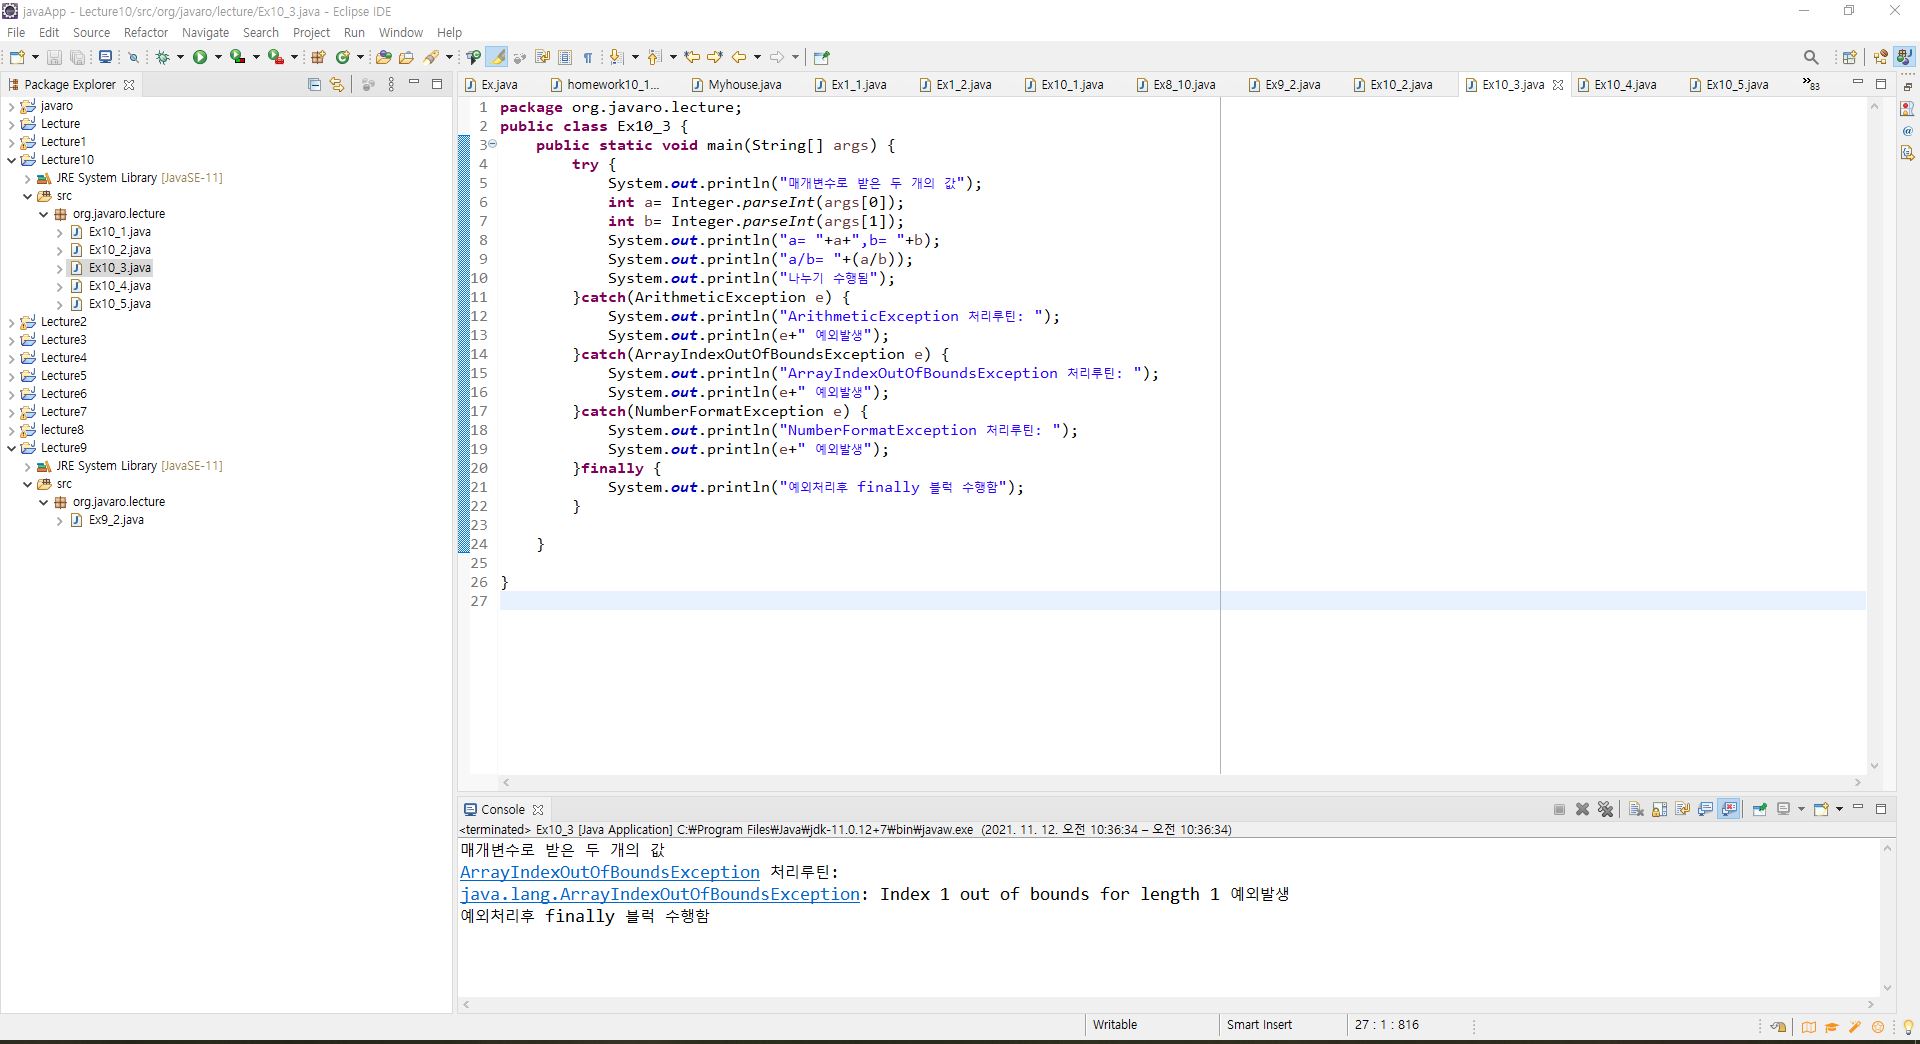 javaApp - Lecture10/src/org/javaro/lecture/Ex10_3.java - Eclipse IDE
File Edit Source Refactor Navigate Search Project Run Window Help
Package Explorer
javaro
Lecture
Lecture1
Lecture10
JRE System Library [JavaSE-11]
src
org.javaro.lecture
Ex10_1.java
Ex10_2.java
Ex10_3.java
Ex10_4.java
Ex10_5.java
Lecture2
Lecture3
Lecture4
Lecture5
Lecture6
Lecture7
lecture8
Lecture9
JRE System Library [JavaSE-11]
src
org.javaro.lecture
Ex9_2.java
Ex.java homework10_1... Myhouse.java Ex1_1.java Ex1_2.java Ex10_1.java Ex8_10.java Ex9_2.java Ex10_2.java Ex10_3.java Ex10_4.java Ex10_5.java »83
1 package org.javaro.lecture;
2 public class Ex10_3 {
3 public static void main(String[] args) {
4 try {
5 System.out.println("매개변수로 받은 두 개의 값");
6 int a= Integer.parseInt(args[0]);
7 int b= Integer.parseInt(args[1]);
8 System.out.println("a= "+a+",b= "+b);
9 System.out.println("a/b= "+(a/b));
10 System.out.println("나누기 수행됨");
11 }catch(ArithmeticException e) {
12 System.out.println("ArithmeticException 처리루틴: ");
13 System.out.println(e+" 예외발생");
14 }catch(ArrayIndexOutOfBoundsException e) {
15 System.out.println("ArrayIndexOutOfBoundsException 처리루틴: ");
16 System.out.println(e+" 예외발생");
17 }catch(NumberFormatException e) {
18 System.out.println("NumberFormatException 처리루틴: ");
19 System.out.println(e+" 예외발생");
20 }finally {
21 System.out.println("예외처리후 finally 블럭 수행함");
22 }
23
24 }
25
26 }
27
Console
<terminated> Ex10_3 [Java Application] C:₩Program Files₩Java₩jdk-11.0.12+7₩bin₩javaw.exe (2021. 11. 12. 오전 10:36:34 – 오전 10:36:34)
매개변수로 받은 두 개의 값
ArrayIndexOutOfBoundsException 처리루틴:
java.lang.ArrayIndexOutOfBoundsException: Index 1 out of bounds for length 1 예외발생
예외처리후 finally 블럭 수행함
Writable Smart Insert 27 : 1 : 816